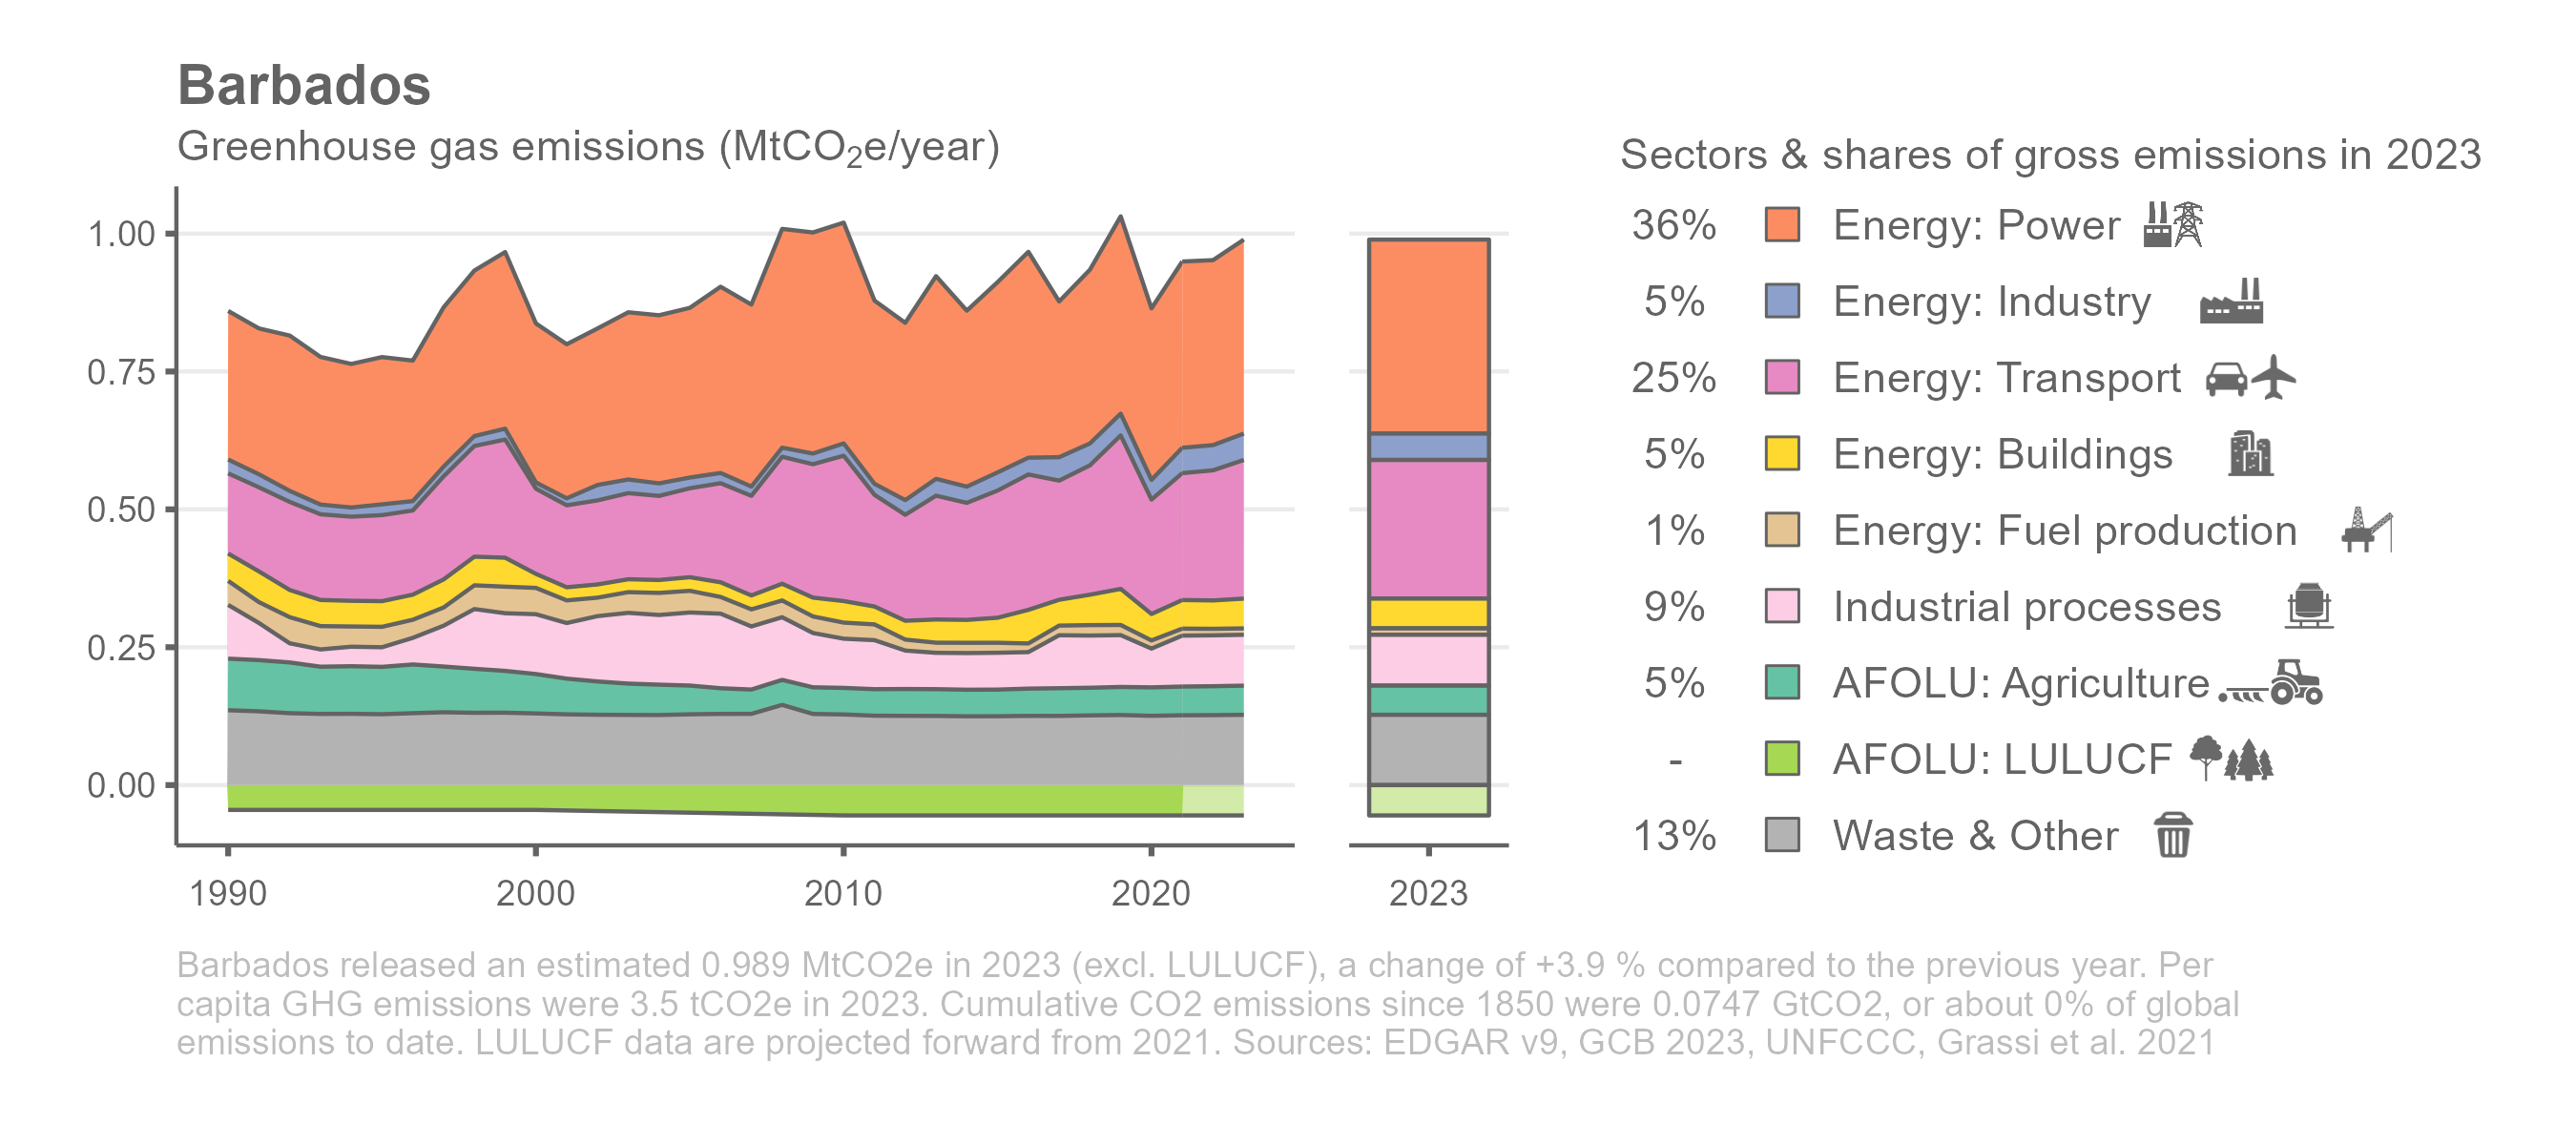 Barbados
Greenhouse gas emissions (MtCO₂e/year)
1.00
0.75
0.50
0.25
0.00
1990
2000
2010
2020
2023
Sectors & shares of gross emissions in 2023
36% Energy: Power
5% Energy: Industry
25% Energy: Transport
5% Energy: Buildings
1% Energy: Fuel production
9% Industrial processes
5% AFOLU: Agriculture
- AFOLU: LULUCF
13% Waste & Other
Barbados released an estimated 0.989 MtCO2e in 2023 (excl. LULUCF), a change of +3.9 % compared to the previous year. Per
capita GHG emissions were 3.5 tCO2e in 2023. Cumulative CO2 emissions since 1850 were 0.0747 GtCO2, or about 0% of global
emissions to date. LULUCF data are projected forward from 2021. Sources: EDGAR v9, GCB 2023, UNFCCC, Grassi et al. 2021